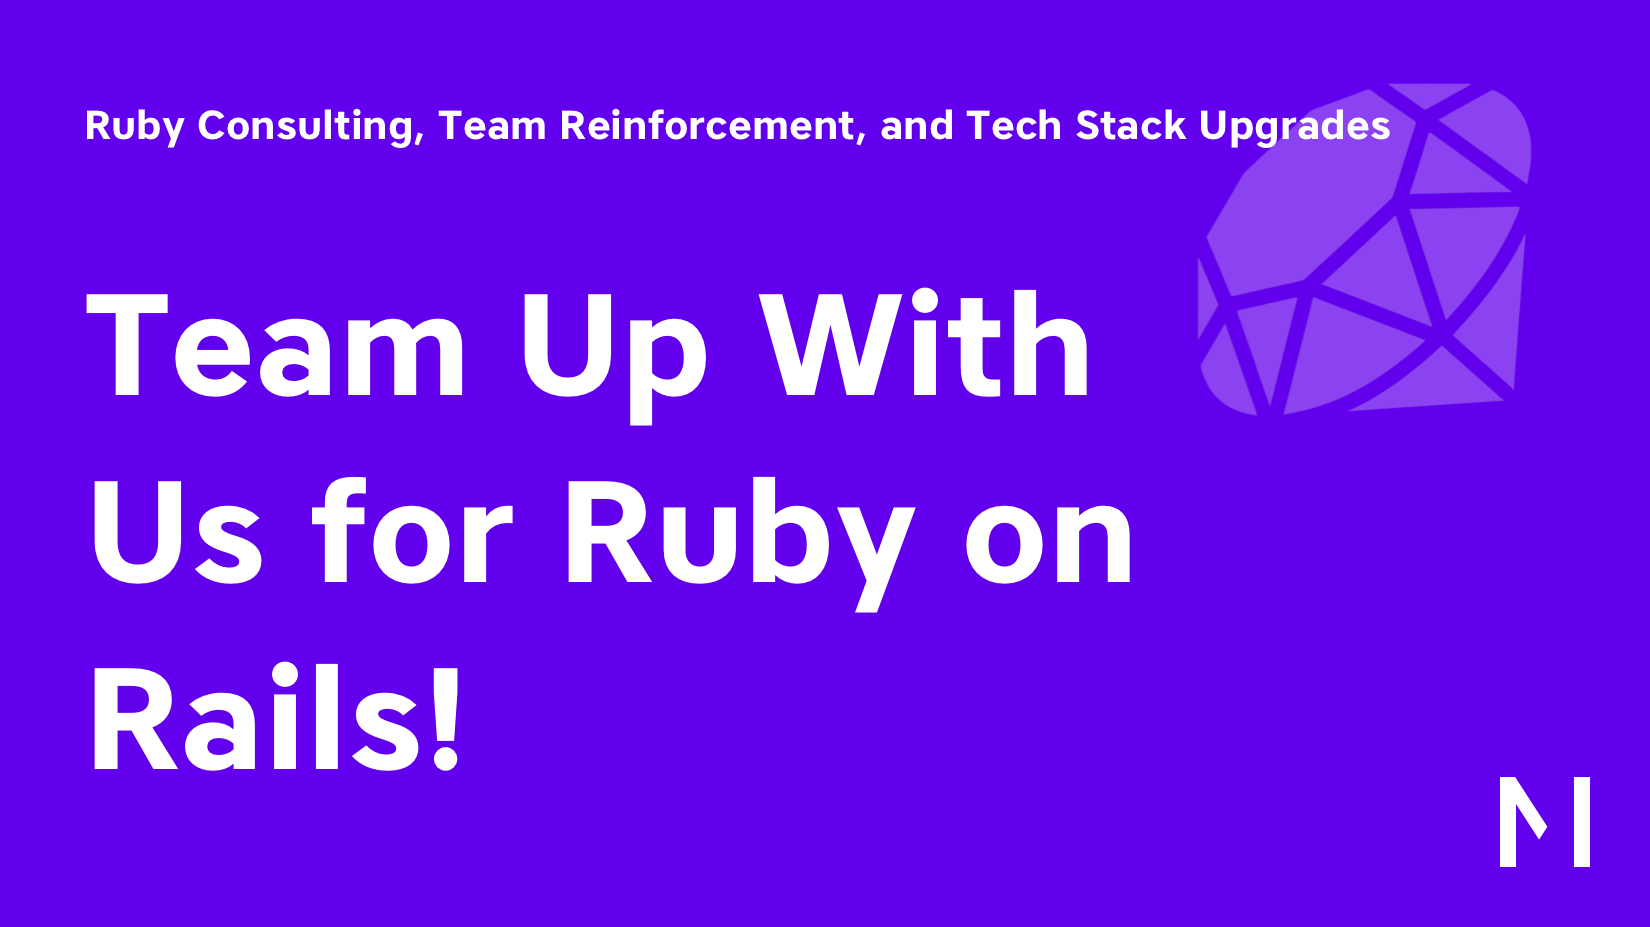 Ruby Consulting, Team Reinforcement, and Tech Stack Upgrades
Team Up With
Us for Ruby on
Rails!